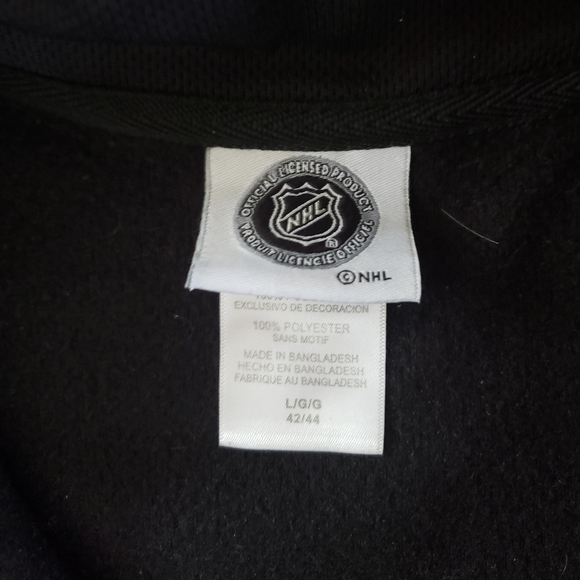 OFFICIAL LICENSED PRODUCT
NHL
®
PRODUIT LICENCIE OFFICIEL
© NHL
EXCLUSIVO DE DECORACION
100% POLYESTER
SANS MOTIF
MADE IN BANGLADESH
HECHO EN BANGLADESH
FABRIQUE AU BANGLADESH
L/G/G
42/44